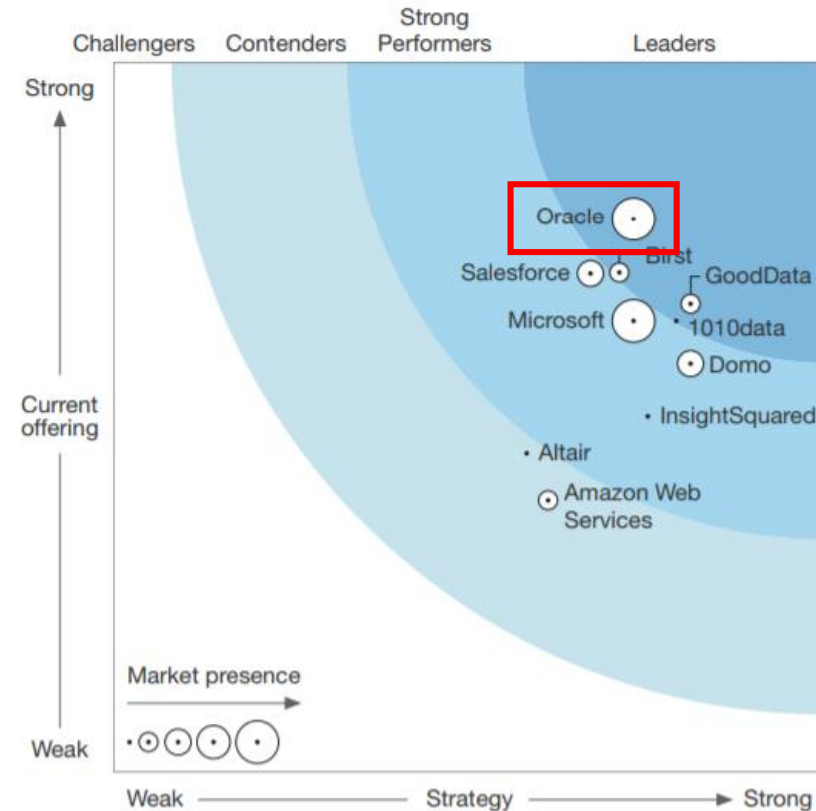 Challengers
Contenders
Strong
Performers
Leaders
Strong
Current
offering
Weak
Oracle
Birst
Salesforce
GoodData
Microsoft
1010data
Domo
InsightSquared
Altair
Amazon Web
Services
Market presence
Weak
Strategy
Strong